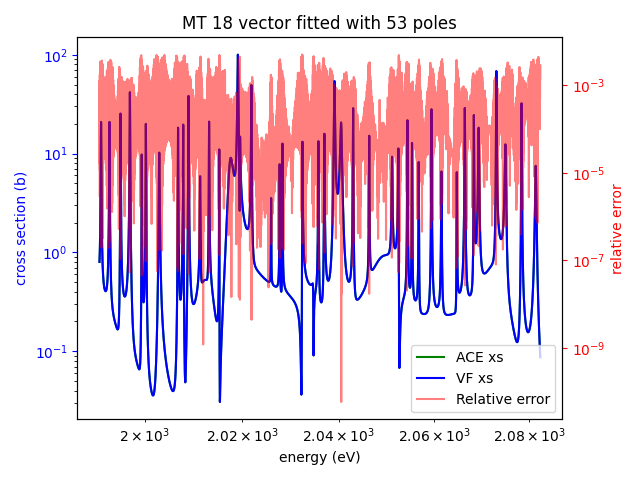 MT 18 vector fitted with 53 poles
10²
10¹
10⁰
10⁻¹
cross section (b)
10⁻³
10⁻⁵
10⁻⁷
10⁻⁹
relative error
ACE xs
VF xs
Relative error
2 × 10³ 2.02 × 10³ 2.04 × 10³ 2.06 × 10³ 2.08 × 10³
energy (eV)